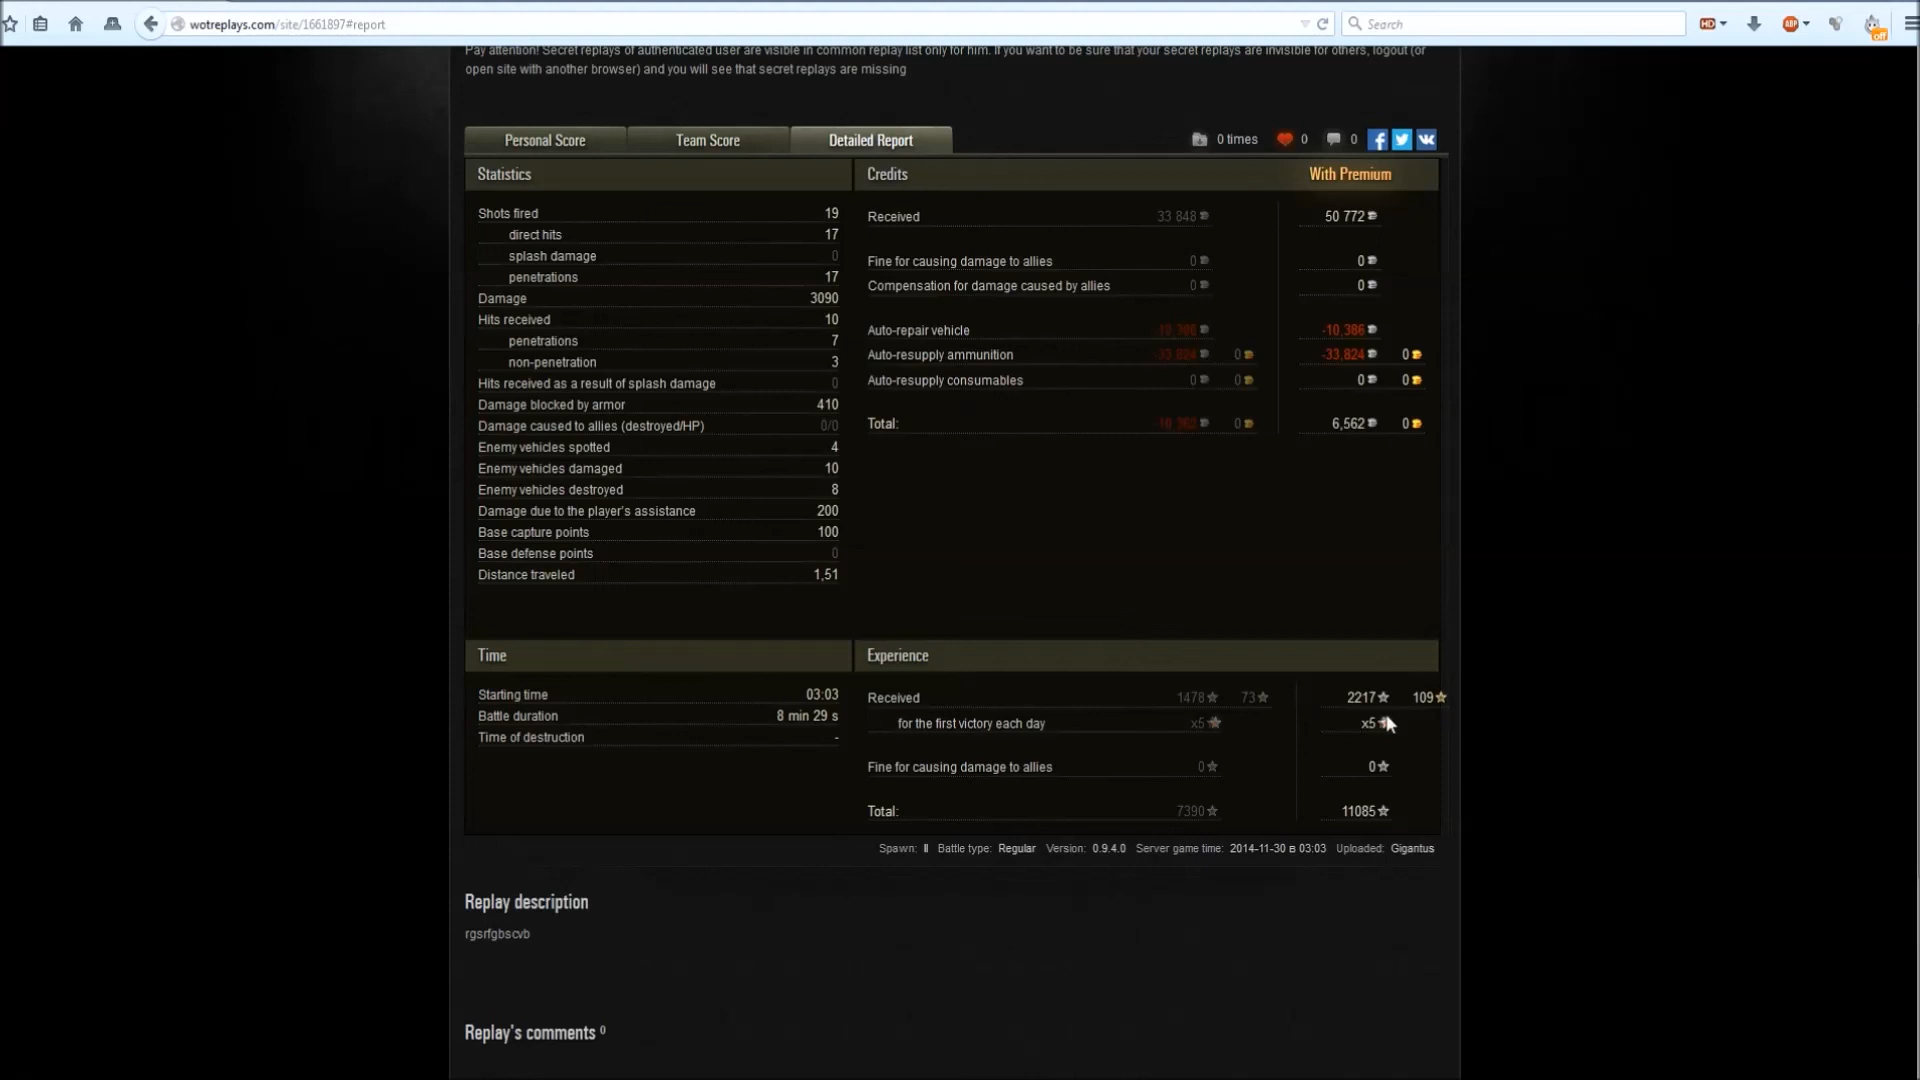 wotreplays.com/site/1661897#report
Search
Pay attention! Secret replays of authenticated user are visible in common replay list only for him. If you want to be sure that your secret replays are invisible for others, logout (or
open site with another browser) and you will see that secret replays are missing
Personal Score Team Score Detailed Report 0 times 0 0
Statistics Credits With Premium
Shots fired 19
direct hits 17
splash damage 0
penetrations 17
Damage 3090
Hits received 10
penetrations 7
non-penetration 3
Hits received as a result of splash damage 0
Damage blocked by armor 410
Damage caused to allies (destroyed/HP) 0/0
Enemy vehicles spotted 4
Enemy vehicles damaged 10
Enemy vehicles destroyed 8
Damage due to the player's assistance 200
Base capture points 100
Base defense points 0
Distance traveled 1,51
Received 33 848 50 772
Fine for causing damage to allies 0 0
Compensation for damage caused by allies 0 0
Auto-repair vehicle -10,386 -10,386
Auto-resupply ammunition -33,824 0 -33,824 0
Auto-resupply consumables 0 0 0 0
Total: -10,362 0 6,562 0
Time Experience
Starting time 03:03
Battle duration 8 min 29 s
Time of destruction -
Received 1478 73 2217 109
for the first victory each day x5 x5
Fine for causing damage to allies 0 0
Total: 7390 11085
Spawn: II Battle type: Regular Version: 0.9.4.0 Server game time: 2014-11-30 в 03:03 Uploaded: Gigantus
Replay description
rgsrfgbscvb
Replay's comments 0
HD
ABP
off